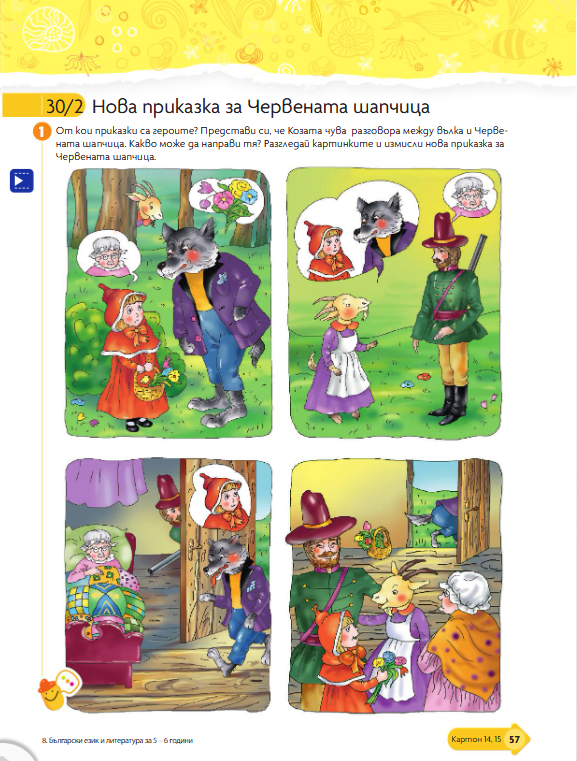 30/2 Нова приказка за Червената шапчица
1 От кои приказки са героите? Представи си, че Козата чува разговора между вълка и Черве-
ната шапчица. Какво може да направи тя? Разгледай картинките и измисли нова приказка за
Червената шапчица.
8. Български език и литература за 5 – 6 години
Картон 14, 15 57